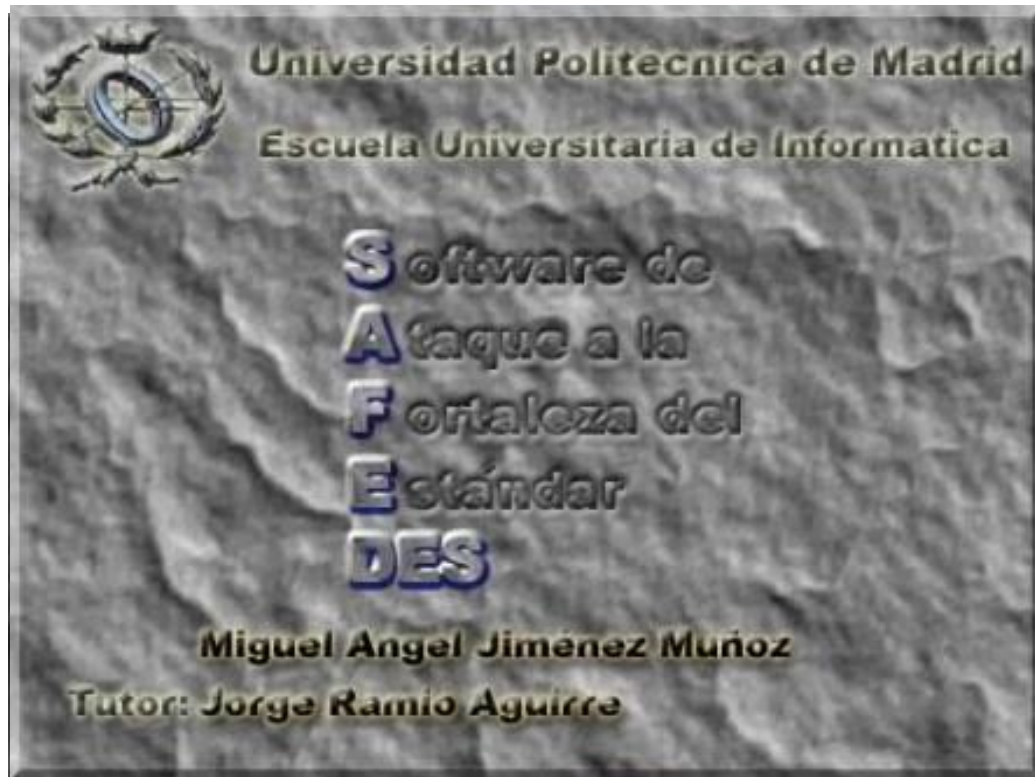 Universidad Politecnica de Madrid
Escuela Universitaria de Informatica
Software de
Ataque a la
Fortaleza del
Estándar
DES
Miguel Angel Jimenez Muñoz
Tutor: Jorge Ramio Aguirre